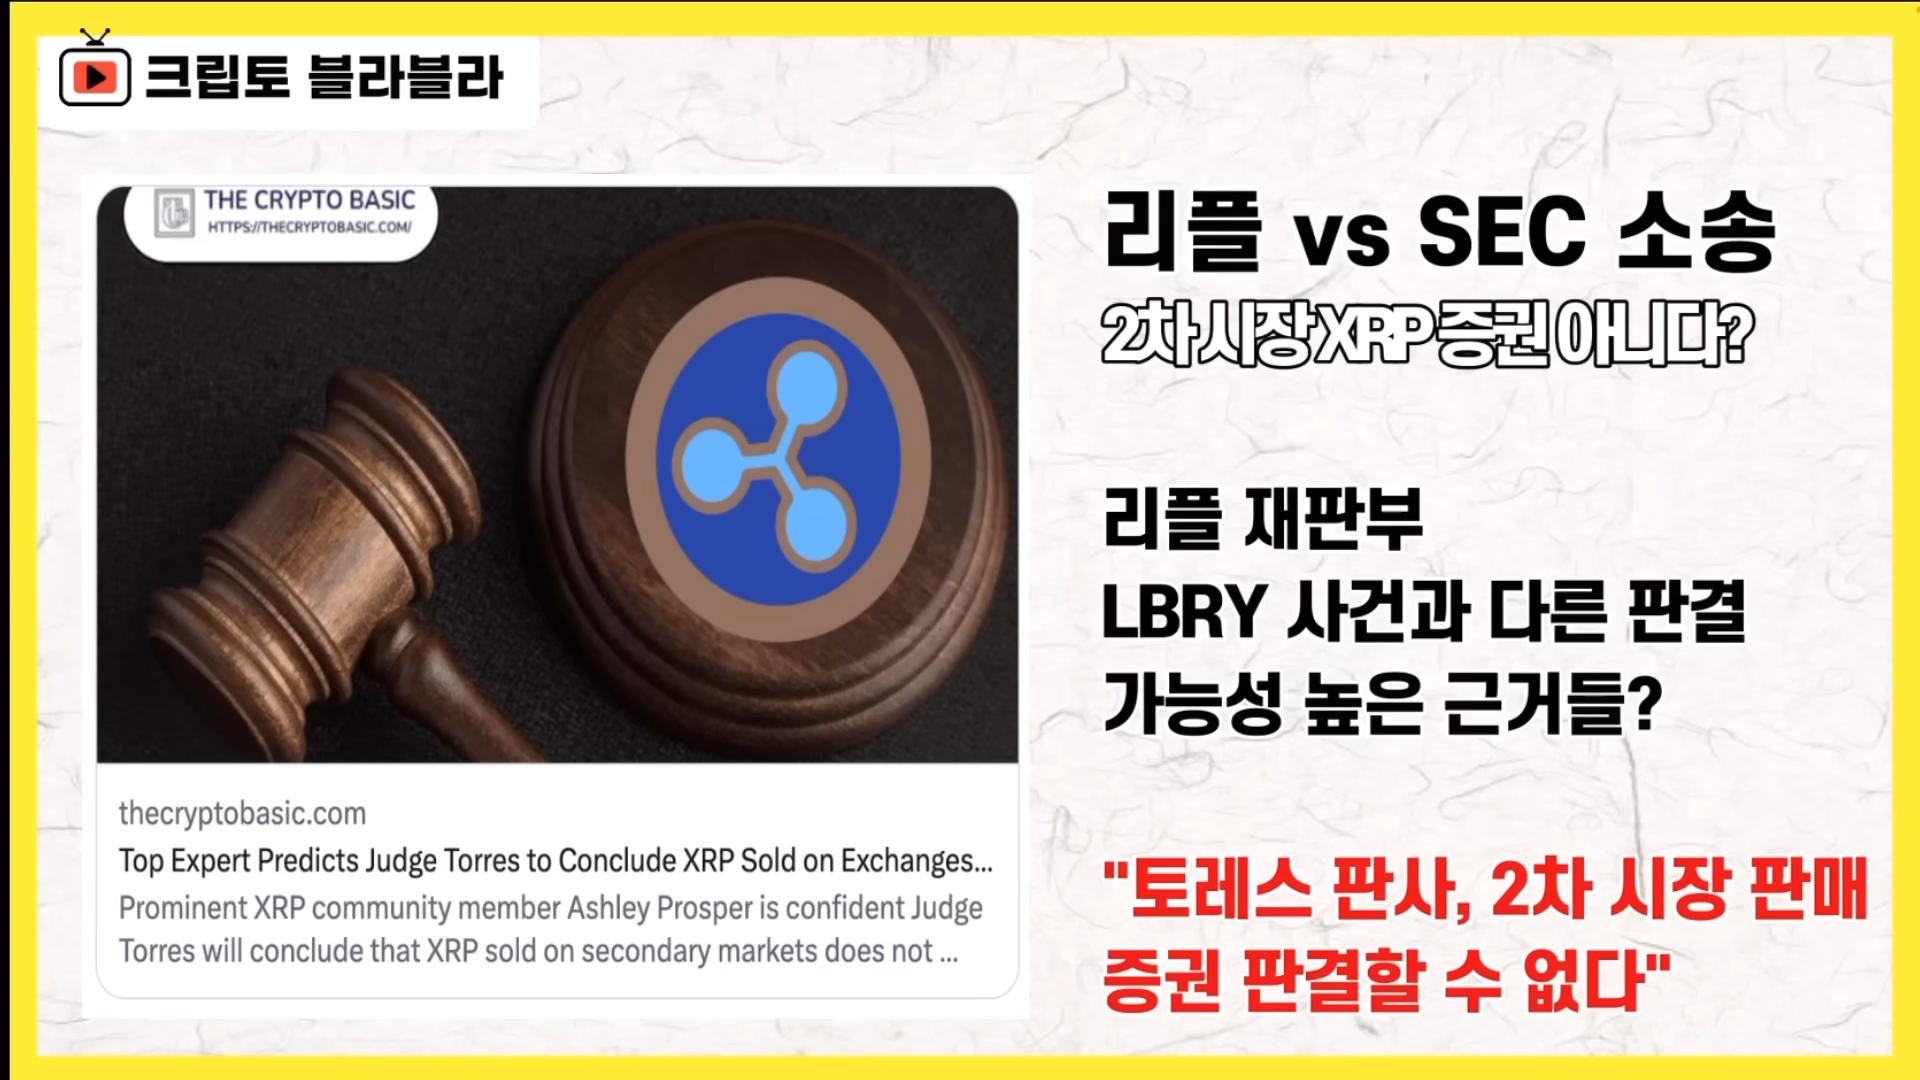 크립토 블라블라
THE CRYPTO BASIC
HTTPS://THECRYPTOBASIC.COM/
thecryptobasic.com
Top Expert Predicts Judge Torres to Conclude XRP Sold on Exchanges...
Prominent XRP community member Ashley Prosper is confident Judge
Torres will conclude that XRP sold on secondary markets does not ...
리플 vs SEC 소송
2차 시장 XRP 증권 아니다?
리플 재판부
LBRY 사건과 다른 판결
가능성 높은 근거들?
"토레스 판사, 2차 시장 판매
증권 판결할 수 없다"